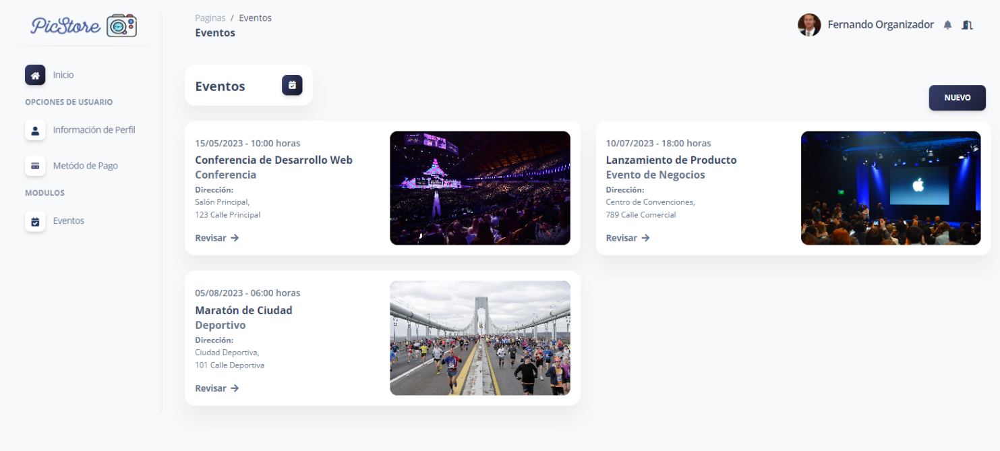 PicStore
Paginas / Eventos
Eventos
Fernando Organizador
Inicio
OPCIONES DE USUARIO
Información de Perfil
Metódo de Pago
MODULOS
Eventos
Eventos
NUEVO
15/05/2023 - 10:00 horas
Conferencia de Desarrollo Web
Conferencia
Dirección:
Salón Principal,
123 Calle Principal
Revisar
10/07/2023 - 18:00 horas
Lanzamiento de Producto
Evento de Negocios
Dirección:
Centro de Convenciones,
789 Calle Comercial
Revisar
05/08/2023 - 06:00 horas
Maratón de Ciudad
Deportivo
Dirección:
Ciudad Deportiva,
101 Calle Deportiva
Revisar